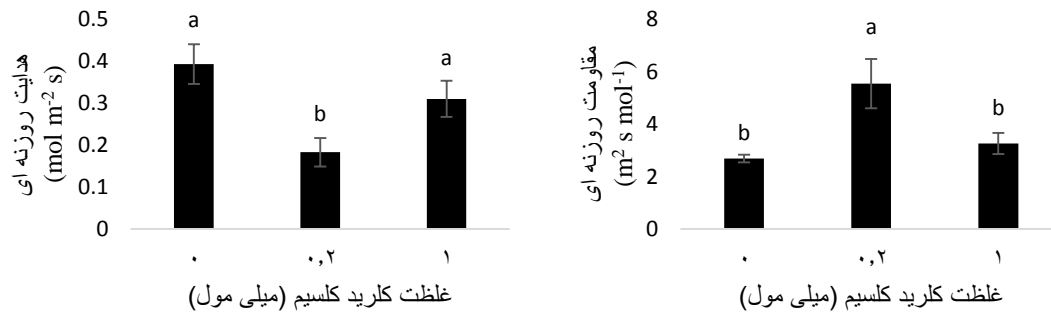 هدایت روزنه ای
(mol m-2 s)
0.5
0.4
0.3
0.2
0.1
0
a
b
a
۰
۰,۲
۱
غلظت کلرید کلسیم (میلی مول)
مقاومت روزنه ای
(m2 s mol-1)
8
6
4
2
0
b
a
b
۰
۰,۲
۱
غلظت کلرید کلسیم (میلی مول)